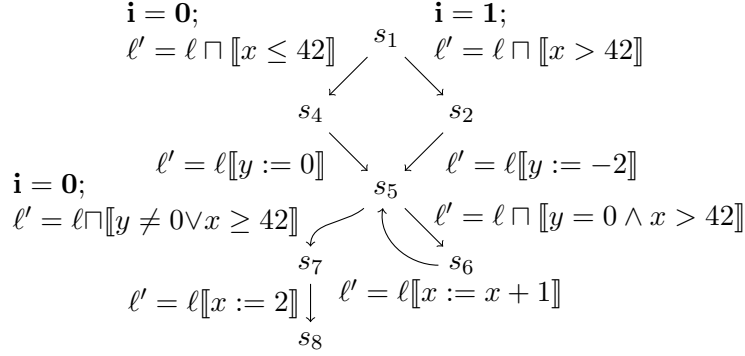 i = 0;
i = 1;
ℓ′ = ℓ ⊓ ⟦x ≤ 42⟧
s₁
ℓ′ = ℓ ⊓ ⟦x > 42⟧
s₄
s₂
ℓ′ = ℓ⟦y := 0⟧
ℓ′ = ℓ⟦y := −2⟧
i = 0;
s₅
ℓ′ = ℓ⊓⟦y ≠ 0∨x ≥ 42⟧
ℓ′ = ℓ ⊓ ⟦y = 0 ∧ x > 42⟧
s₇
s₆
ℓ′ = ℓ⟦x := 2⟧
ℓ′ = ℓ⟦x := x + 1⟧
s₈